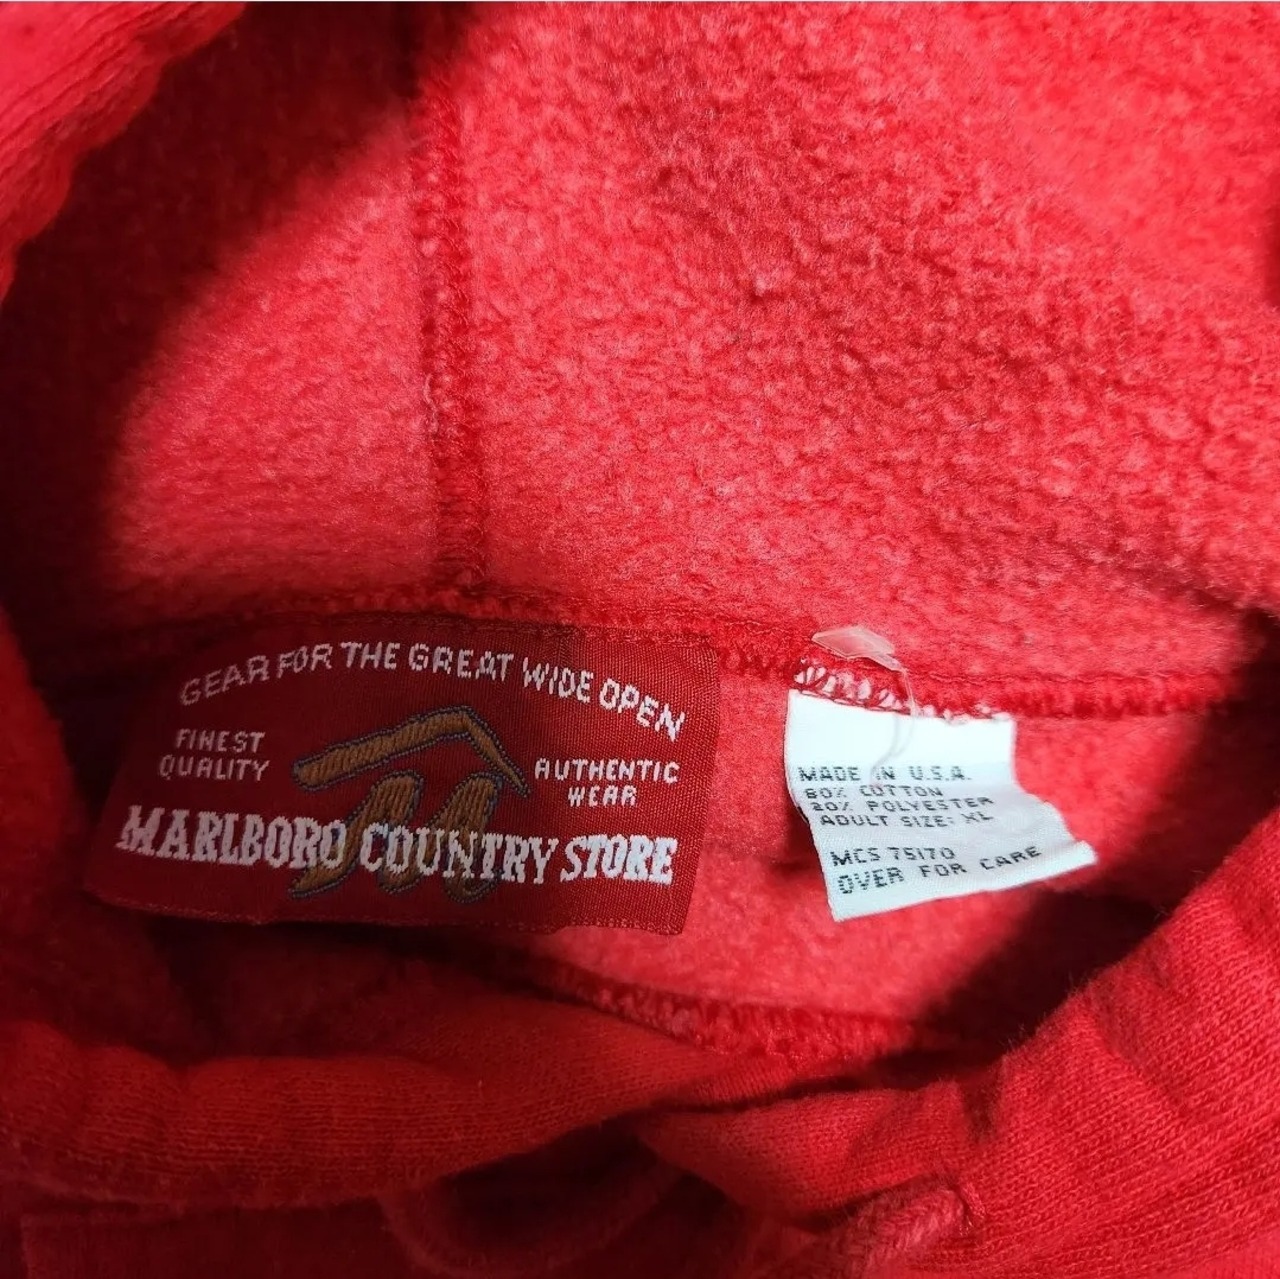 GEAR FOR THE GREAT WIDE OPEN
FINEST
QUALITY
AUTHENTIC
WEAR
MARLBORO COUNTRY STORE
MADE IN U.S.A.
80% COTTON
20% POLYESTER
ADULT SIZE: XL
MCS 75170
OVER FOR CARE